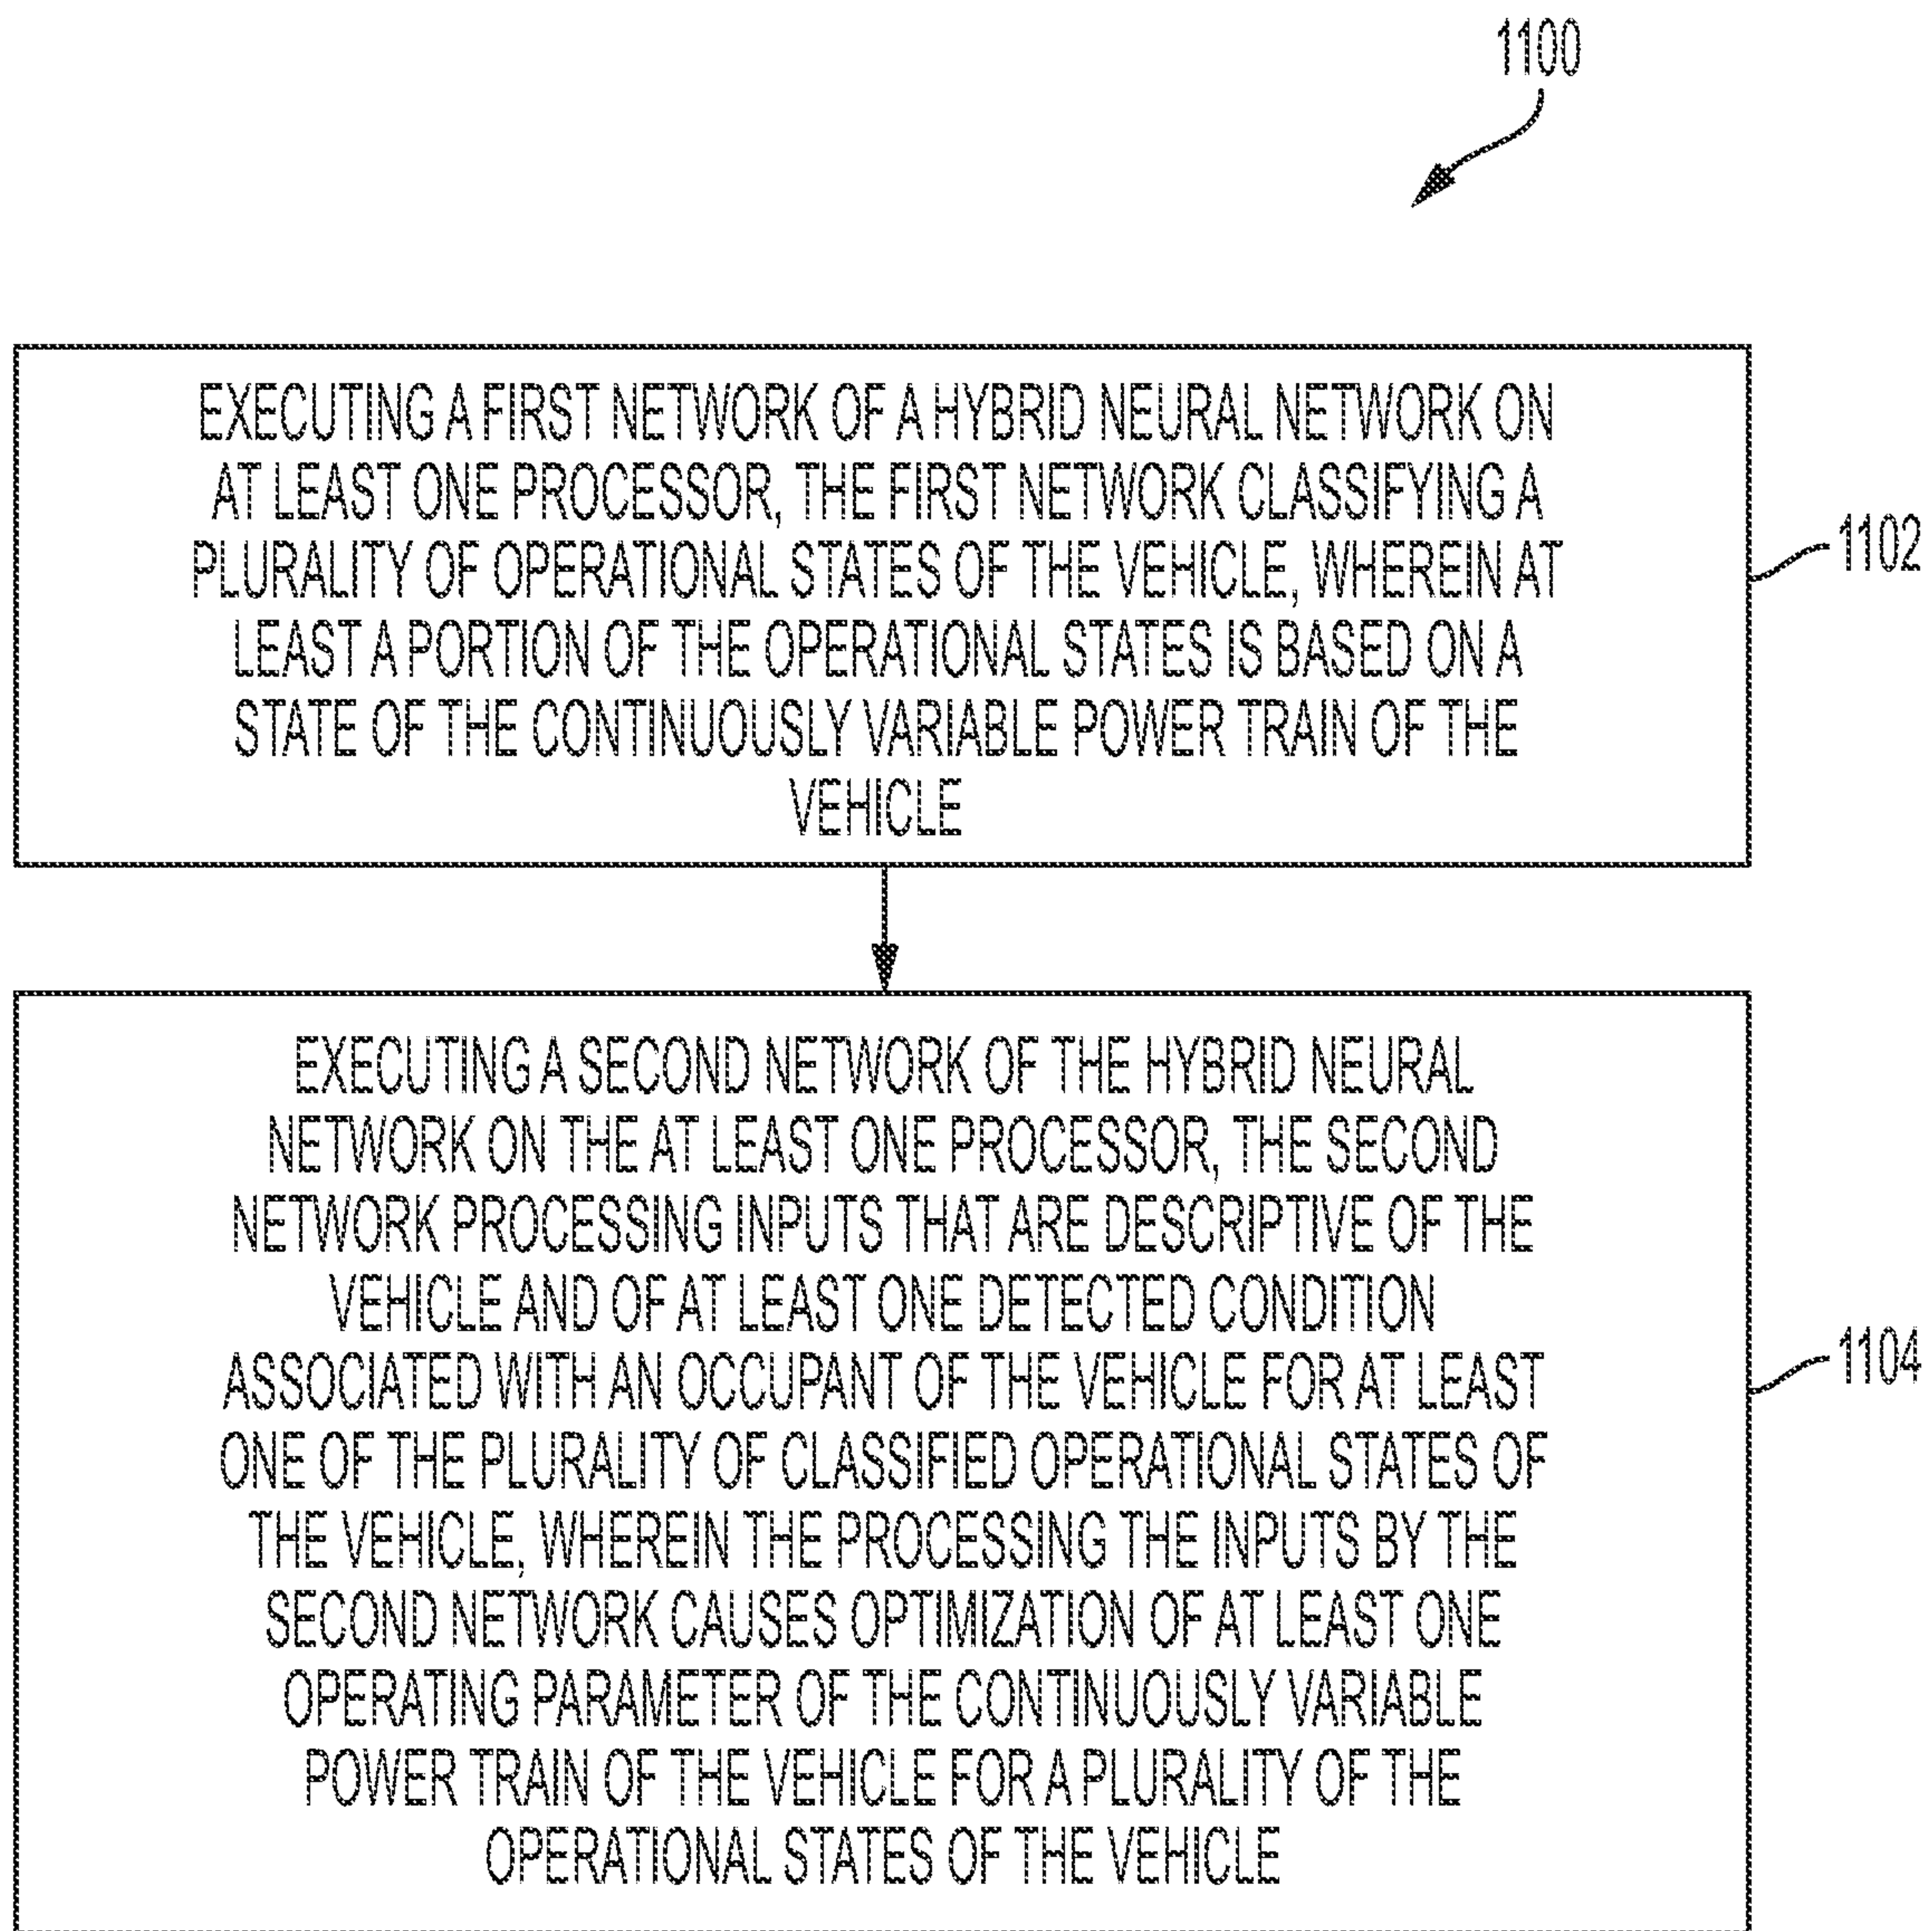 1100
EXECUTING A FIRST NETWORK OF A HYBRID NEURAL NETWORK ON
AT LEAST ONE PROCESSOR, THE FIRST NETWORK CLASSIFYING A
PLURALITY OF OPERATIONAL STATES OF THE VEHICLE, WHEREIN AT
LEAST A PORTION OF THE OPERATIONAL STATES IS BASED ON A
STATE OF THE CONTINUOUSLY VARIABLE POWER TRAIN OF THE
VEHICLE
1102
EXECUTING A SECOND NETWORK OF THE HYBRID NEURAL
NETWORK ON THE AT LEAST ONE PROCESSOR, THE SECOND
NETWORK PROCESSING INPUTS THAT ARE DESCRIPTIVE OF THE
VEHICLE AND OF AT LEAST ONE DETECTED CONDITION
ASSOCIATED WITH AN OCCUPANT OF THE VEHICLE FOR AT LEAST
ONE OF THE PLURALITY OF CLASSIFIED OPERATIONAL STATES OF
THE VEHICLE, WHEREIN THE PROCESSING THE INPUTS BY THE
SECOND NETWORK CAUSES OPTIMIZATION OF AT LEAST ONE
OPERATING PARAMETER OF THE CONTINUOUSLY VARIABLE
POWER TRAIN OF THE VEHICLE FOR A PLURALITY OF THE
OPERATIONAL STATES OF THE VEHICLE
1104